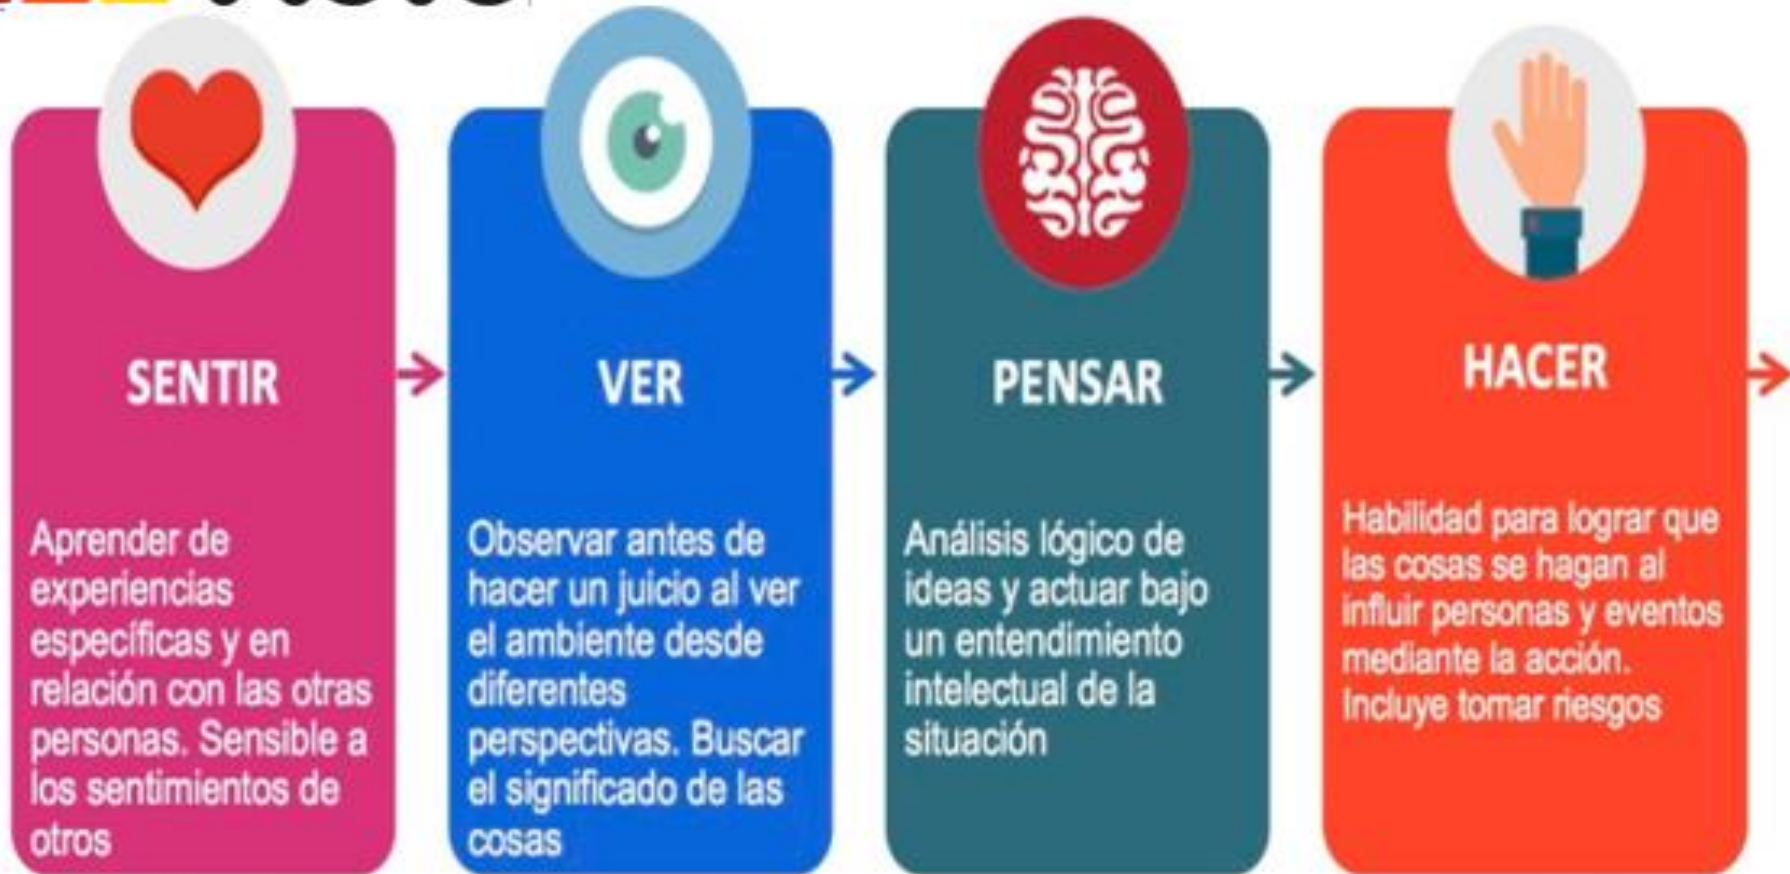 SENTIR
Aprender de
experiencias
específicas y en
relación con las otras
personas. Sensible a
los sentimientos de
otros
VER
Observar antes de
hacer un juicio al ver
el ambiente desde
diferentes
perspectivas. Buscar
el significado de las
cosas
PENSAR
Análisis lógico de
ideas y actuar bajo
un entendimiento
intelectual de la
situación
HACER
Habilidad para lograr que
las cosas se hagan al
influir personas y eventos
mediante la acción.
Incluye tomar riesgos